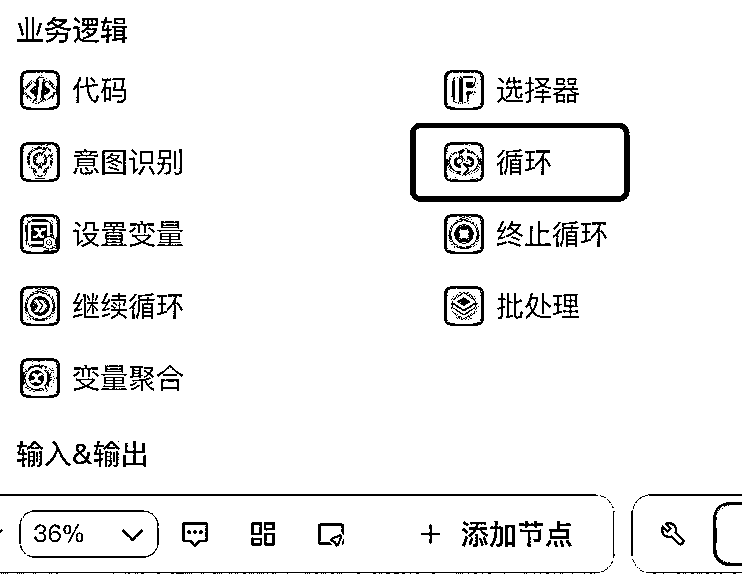 业务逻辑
代码 选择器
意图识别 循环
设置变量 终止循环
继续循环 批处理
变量聚合
输入&输出
36% + 添加节点